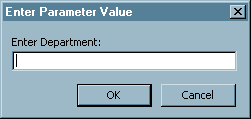 Enter Parameter Value
Enter Department:
OK
Cancel